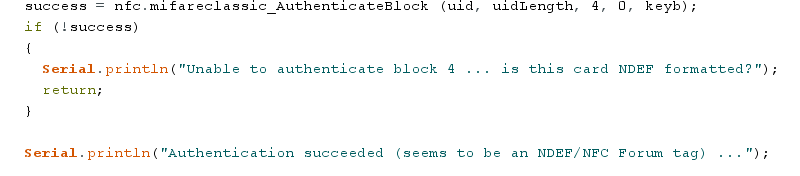 success = nfc.mifareclassic_AuthenticateBlock (uid, uidLength, 4, 0, keyb);
if (!success)
{
Serial.println("Unable to authenticate block 4 ... is this card NDEF formatted?");
return;
}
Serial.println("Authentication succeeded (seems to be an NDEF/NFC Forum tag) ...");